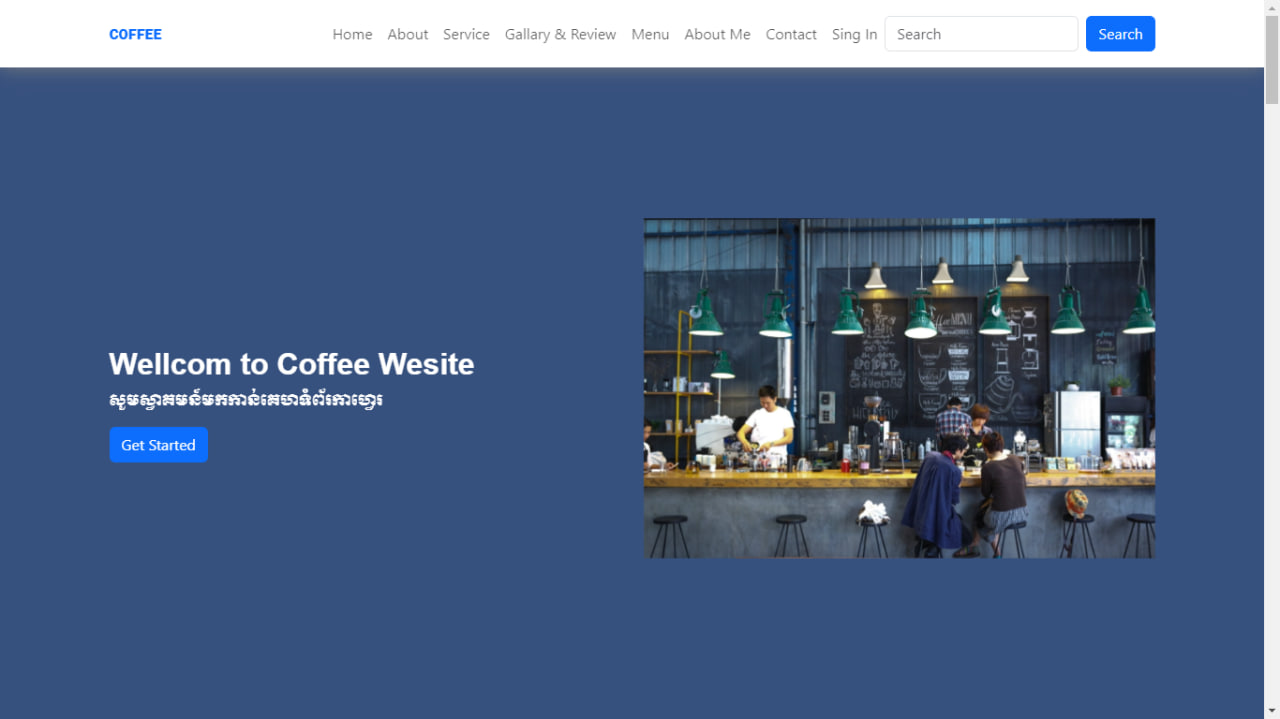 COFFEE
Home About Service Gallary & Review Menu About Me Contact Sing In Search Search
Wellcom to Coffee Wesite
សូមស្វាគមន៍មកកាន់គេហទំព័រកាហ្វេរ
Get Started
MENU